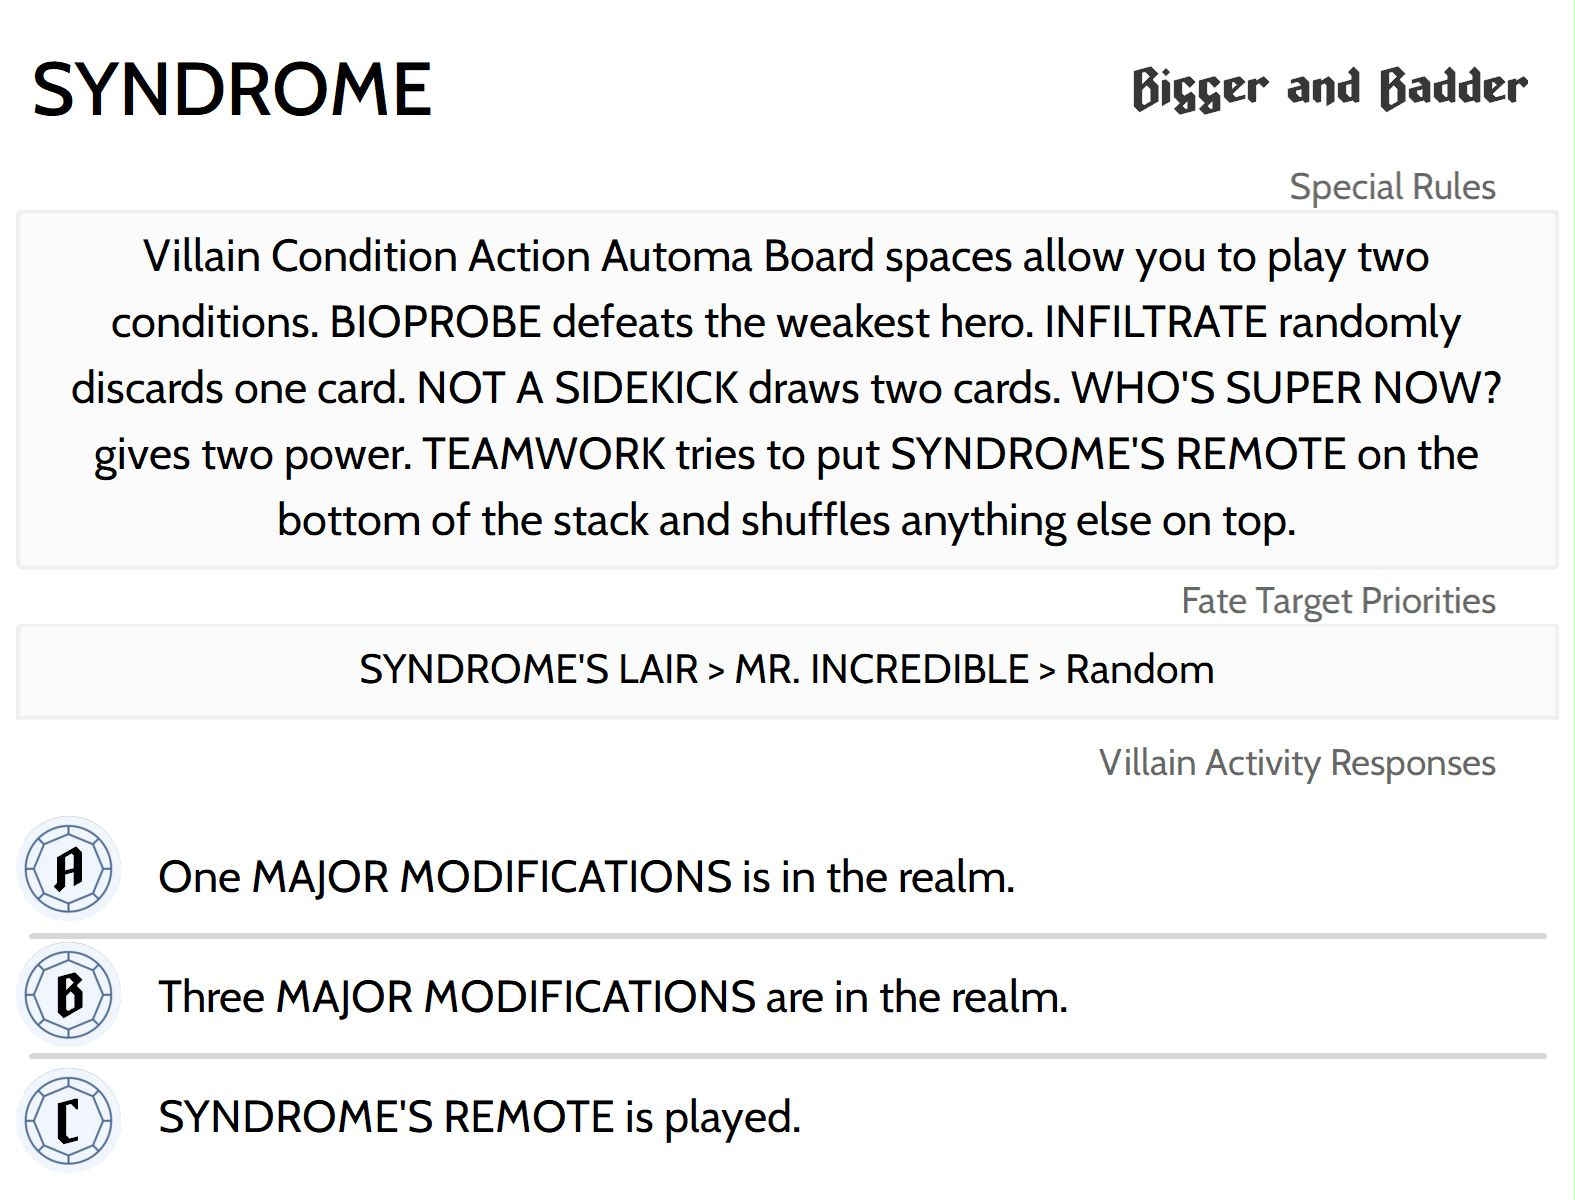 SYNDROME
Bigger and Badder
Special Rules
Villain Condition Action Automa Board spaces allow you to play two
conditions. BIOPROBE defeats the weakest hero. INFILTRATE randomly
discards one card. NOT A SIDEKICK draws two cards. WHO'S SUPER NOW?
gives two power. TEAMWORK tries to put SYNDROME'S REMOTE on the
bottom of the stack and shuffles anything else on top.
Fate Target Priorities
SYNDROME'S LAIR > MR. INCREDIBLE > Random
Villain Activity Responses
A
One MAJOR MODIFICATIONS is in the realm.
B
Three MAJOR MODIFICATIONS are in the realm.
C
SYNDROME'S REMOTE is played.